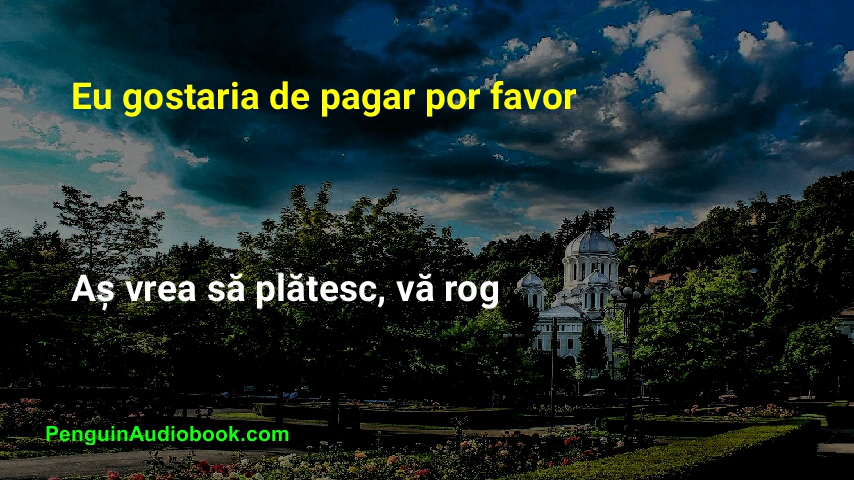 Eu gostaria de pagar por favor
Aș vrea să plătesc, vă rog
PenguinAudiobook.com